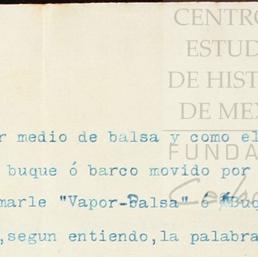 CENTRO
ESTUD
DE HIST
DE MEX
FUNDA
r medio de balsa y como el
buque ó barco movido por
marle "Vapor-Balsa" ó "Buq
,segun entiendo,la palabra